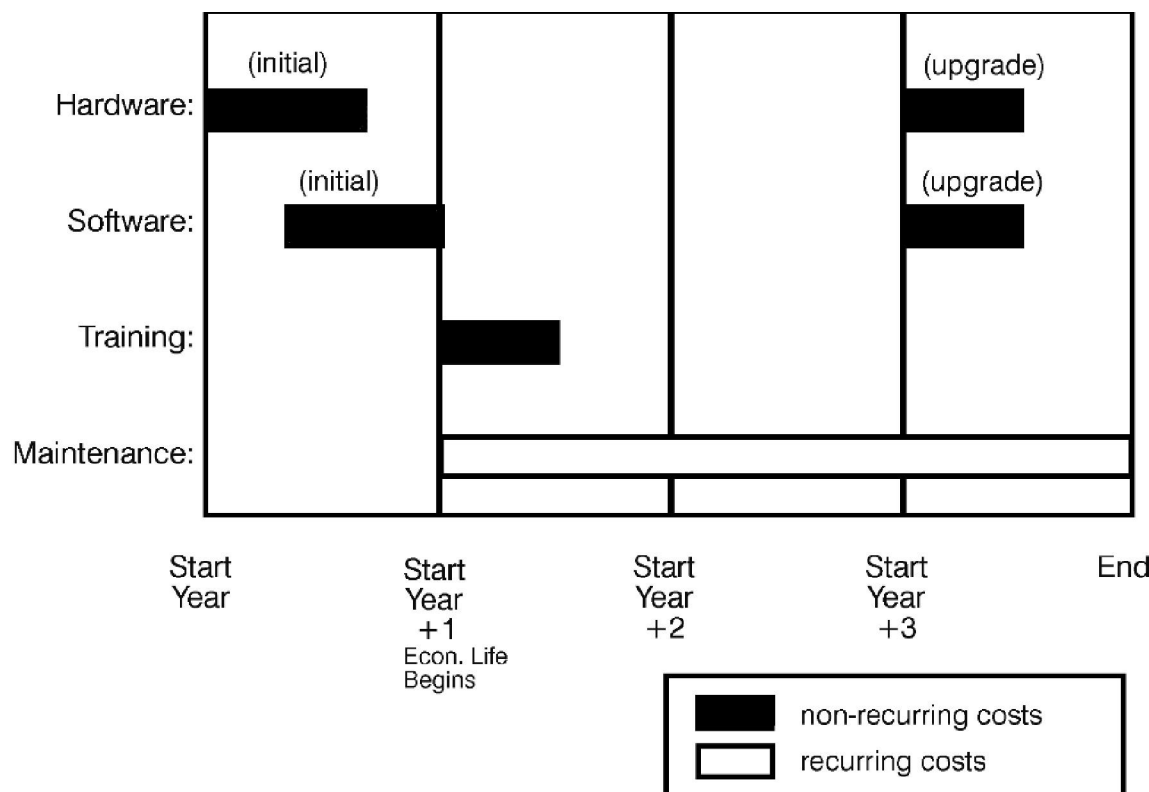 (initial)
(upgrade)
Hardware:
(initial)
(upgrade)
Software:
Training:
Maintenance:
Start
Year
Start
Year
+1
Econ. Life
Begins
Start
Year
+2
Start
Year
+3
End
non-recurring costs
recurring costs